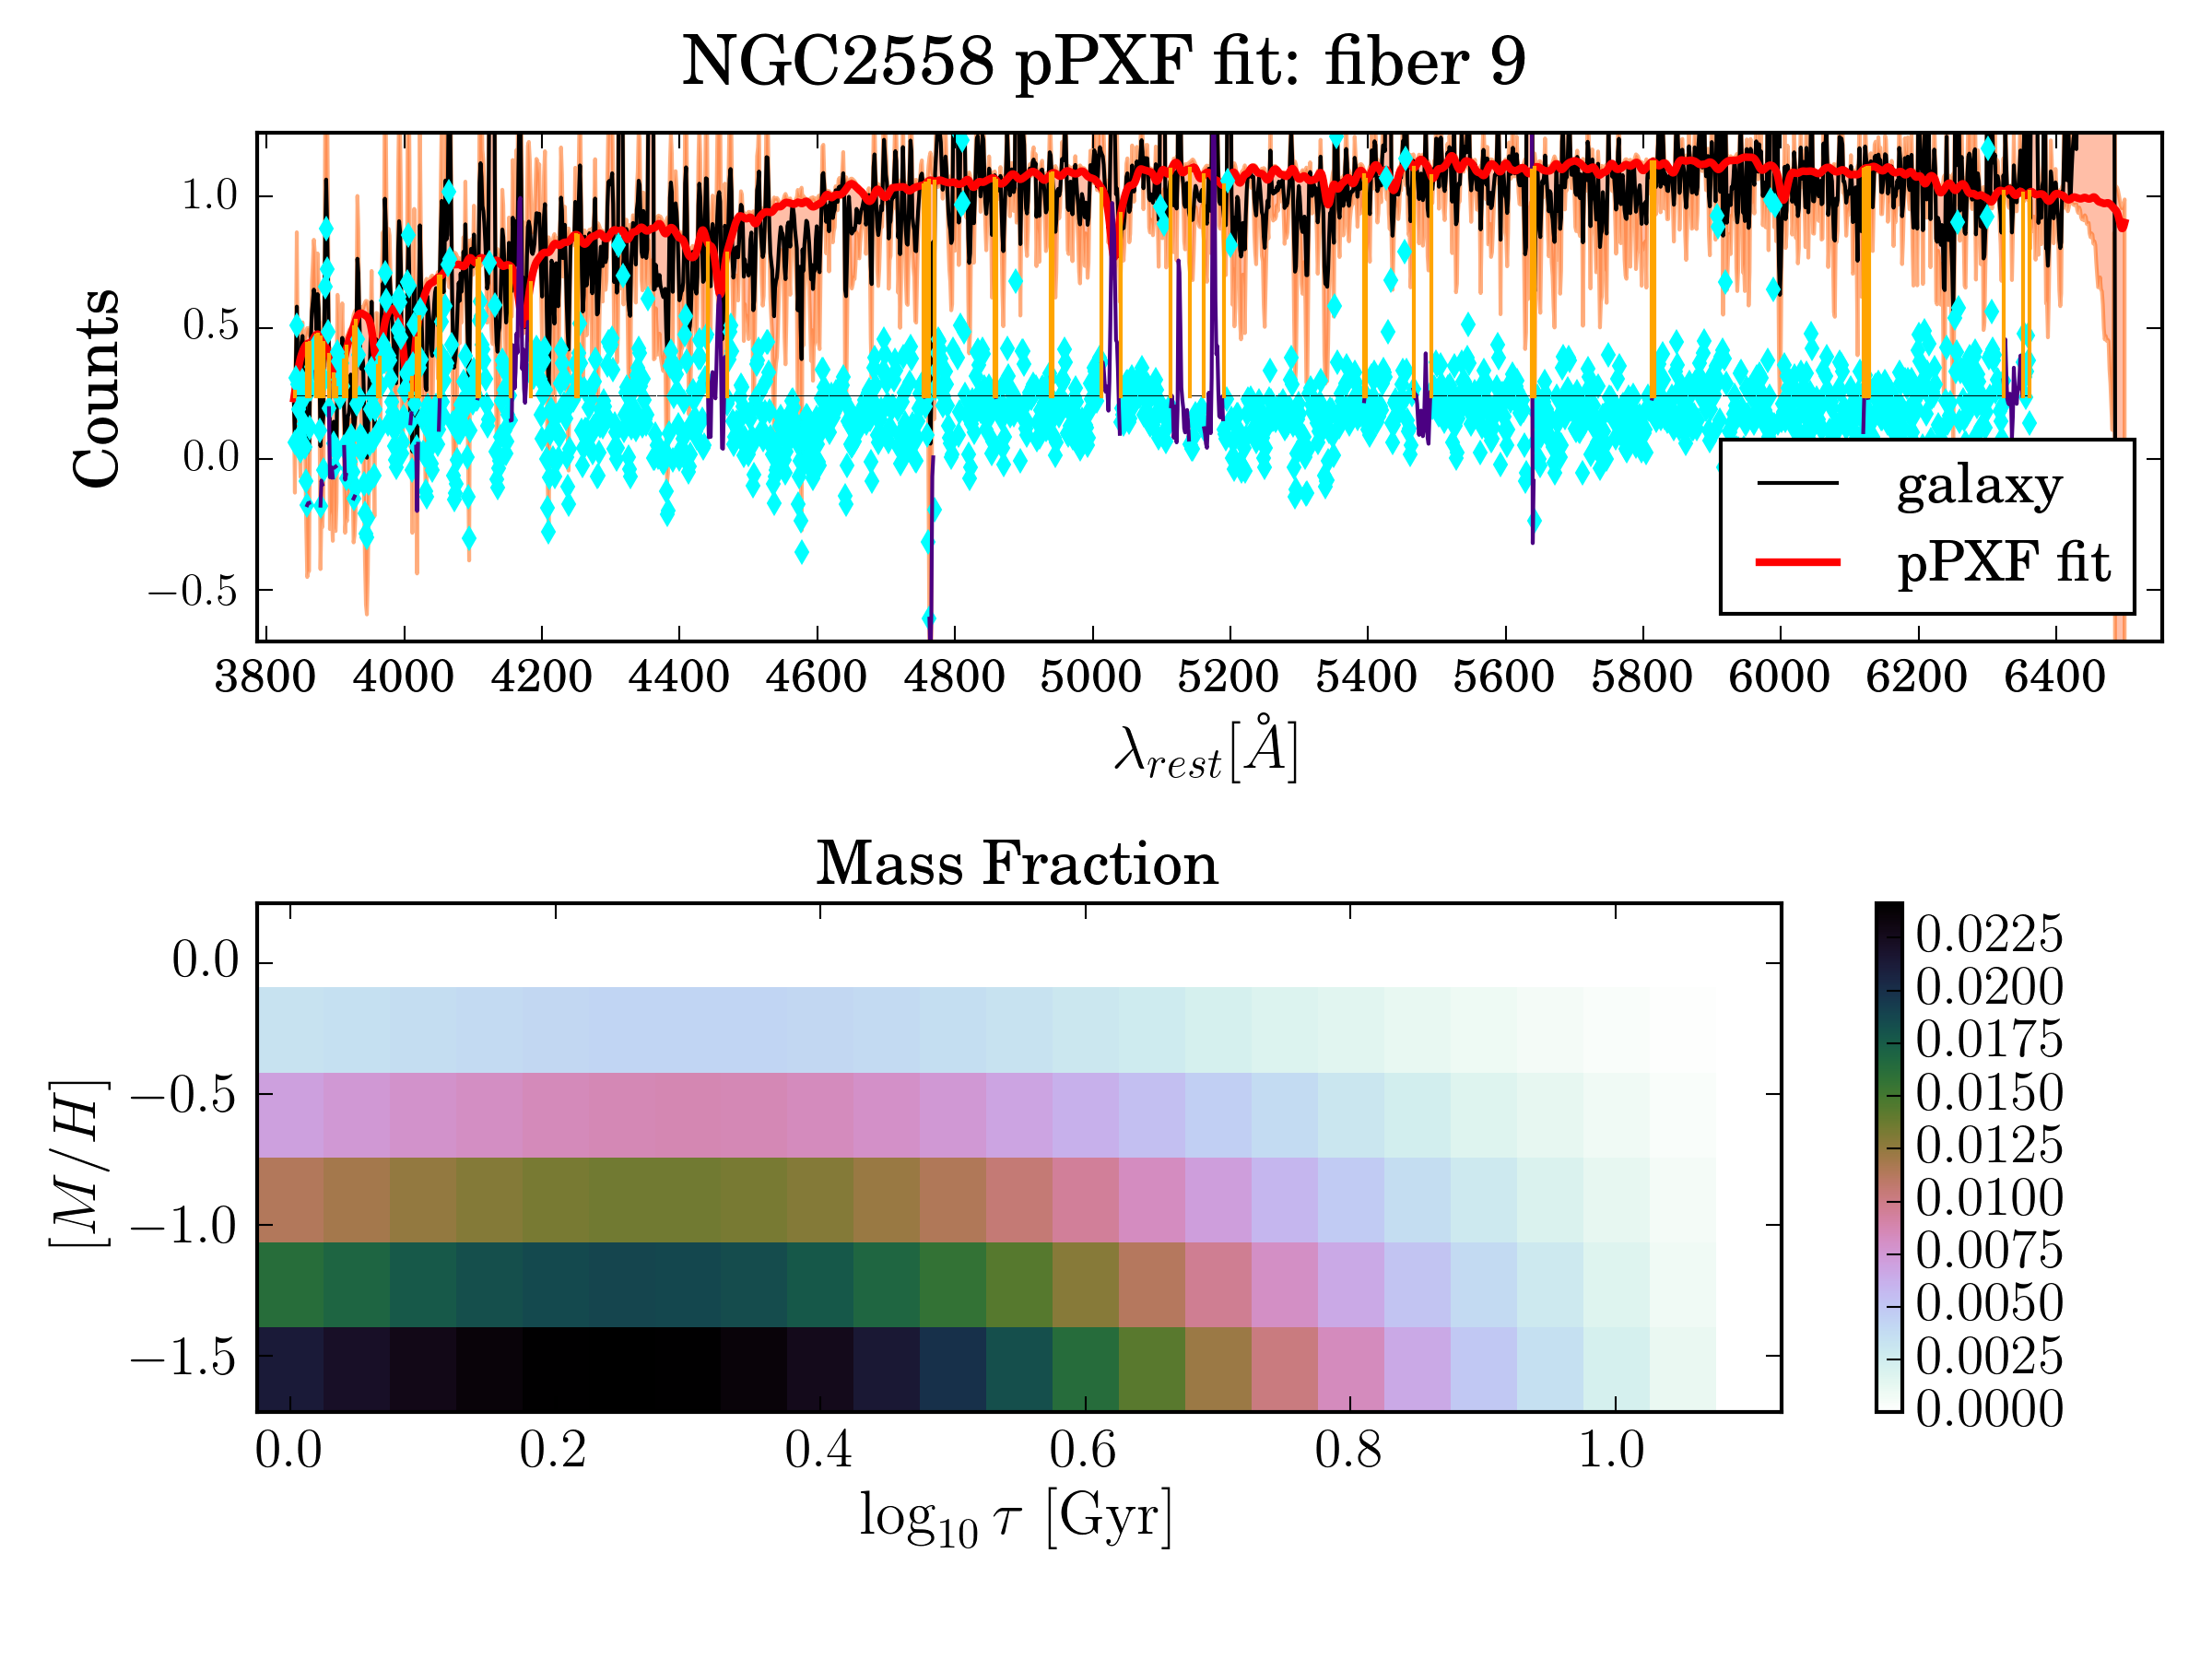 NGC2558 pPXF fit: fiber 9
Counts
1.0
0.5
0.0
−0.5
galaxy
pPXF fit
3800 4000 4200 4400 4600 4800 5000 5200 5400 5600 5800 6000 6200 6400
λrest[Å]
Mass Fraction
[M/H]
0.0
−0.5
−1.0
−1.5
0.0 0.2 0.4 0.6 0.8 1.0
log10 τ [Gyr]
0.0225
0.0200
0.0175
0.0150
0.0125
0.0100
0.0075
0.0050
0.0025
0.0000